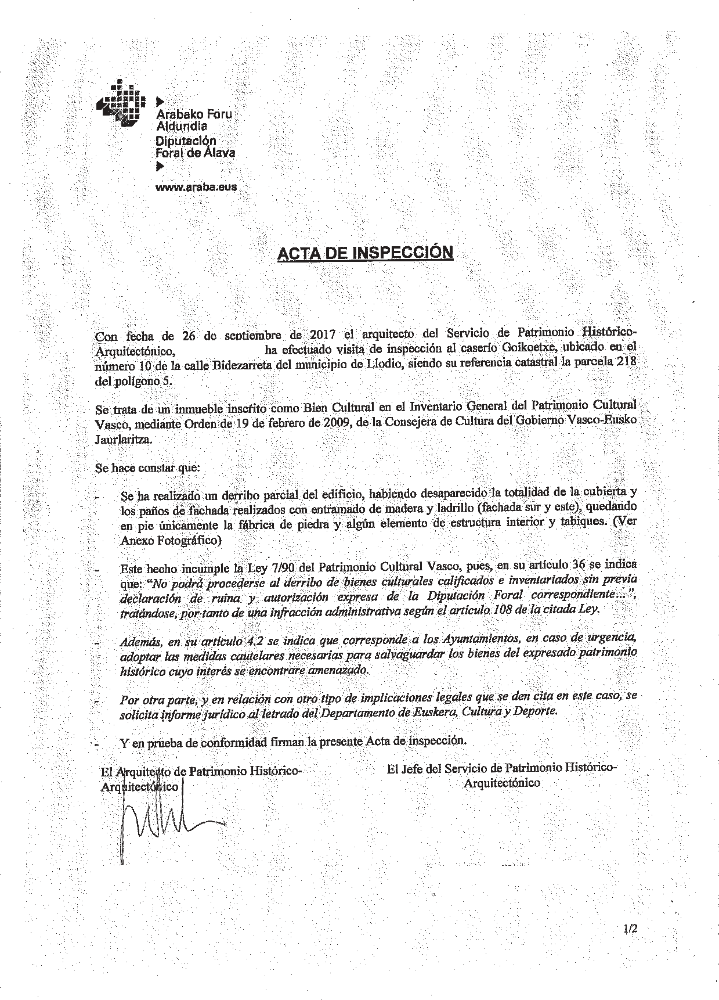 Arabako Foru
Aldundia
Diputación
Foral de Álava
www.araba.eus
ACTA DE INSPECCIÓN
Con fecha de 26 de septiembre de 2017 el arquitecto del Servicio de Patrimonio Histórico-
Arquitectónico, ha efectuado visita de inspección al caserío Goikoetxe, ubicado en el
número 10 de la calle Bidezarreta del municipio de Llodio, siendo su referencia catastral la parcela 218
del polígono 5.
Se trata de un inmueble inscrito como Bien Cultural en el Inventario General del Patrimonio Cultural
Vasco, mediante Orden de 19 de febrero de 2009, de la Consejera de Cultura del Gobierno Vasco-Eusko
Jaurlaritza.
Se hace constar que:
- Se ha realizado un derribo parcial del edificio, habiendo desaparecido la totalidad de la cubierta y
los paños de fachada realizados con entramado de madera y ladrillo (fachada sur y este), quedando
en pie únicamente la fábrica de piedra y algún elemento de estructura interior y tabiques. (Ver
Anexo Fotográfico)
- Este hecho incumple la Ley 7/90 del Patrimonio Cultural Vasco, pues, en su artículo 36 se indica
que: “No podrá procederse al derribo de bienes culturales calificados e inventariados sin previa
declaración de ruina y autorización expresa de la Diputación Foral correspondiente...”,
tratándose, por tanto de una infracción administrativa según el artículo 108 de la citada Ley.
- Además, en su artículo 4.2 se indica que corresponde a los Ayuntamientos, en caso de urgencia,
adoptar las medidas cautelares necesarias para salvaguardar los bienes del expresado patrimonio
histórico cuyo interés se encontrare amenazado.
- Por otra parte, y en relación con otro tipo de implicaciones legales que se den cita en este caso, se
solicita informe jurídico al letrado del Departamento de Euskera, Cultura y Deporte.
- Y en prueba de conformidad firman la presente Acta de inspección.
El Arquitecto de Patrimonio Histórico-
Arquitectónico
El Jefe del Servicio de Patrimonio Histórico-
Arquitectónico
1/2